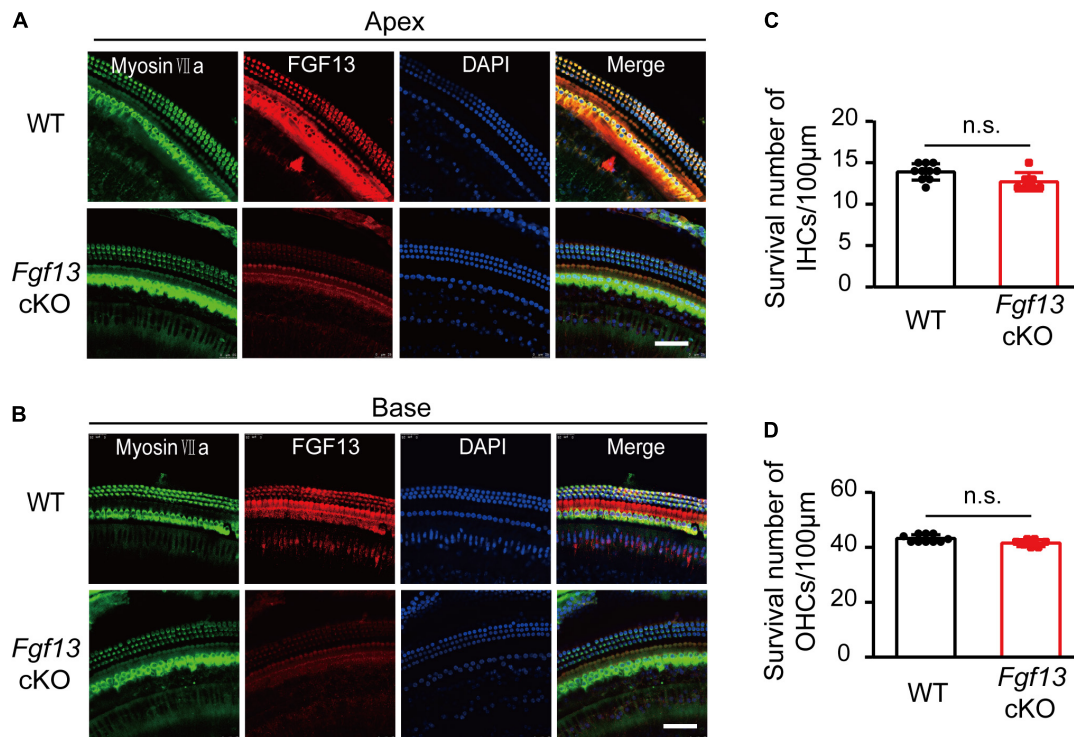 A
Apex
Myosin Ⅶa
FGF13
DAPI
Merge
WT
Fgf13
cKO
B
Base
Myosin Ⅶa
FGF13
DAPI
Merge
WT
Fgf13
cKO
C
Survival number of
IHCs/100μm
20
15
10
5
0
n.s.
WT
Fgf13
cKO
D
Survival number of
OHCs/100μm
60
40
20
0
n.s.
WT
Fgf13
cKO